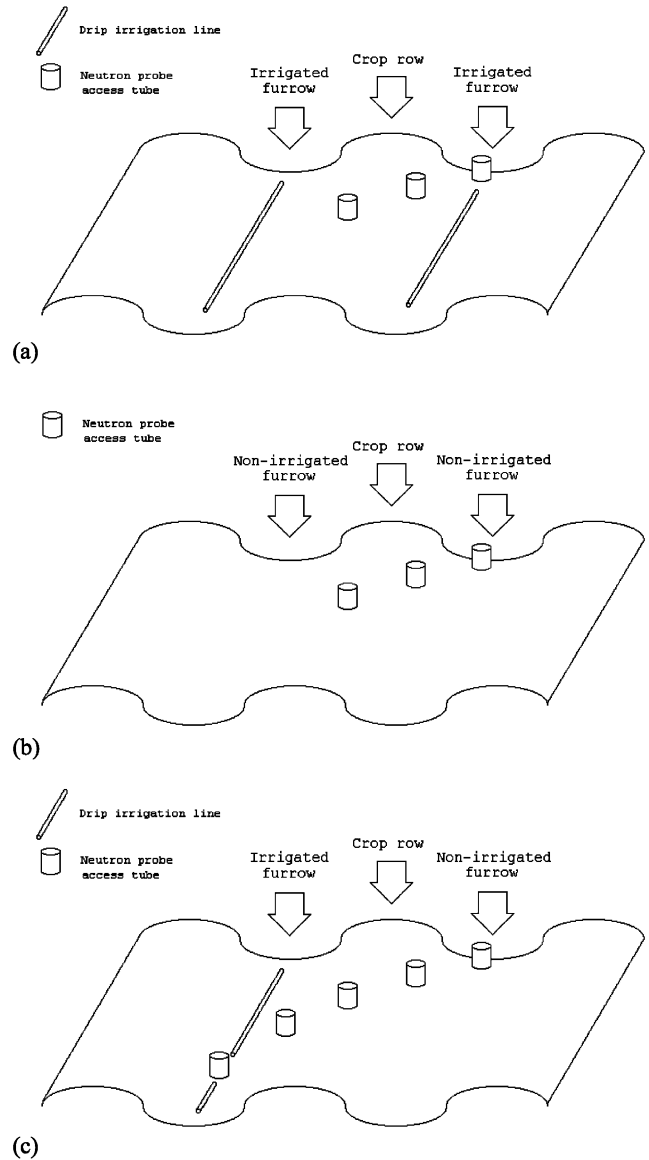 Drip irrigation line
Neutron probe
access tube
Irrigated
furrow
Crop row
Irrigated
furrow
(a)
Neutron probe
access tube
Non-irrigated
furrow
Crop row
Non-irrigated
furrow
(b)
Drip irrigation line
Neutron probe
access tube
Irrigated
furrow
Crop row
Non-irrigated
furrow
(c)